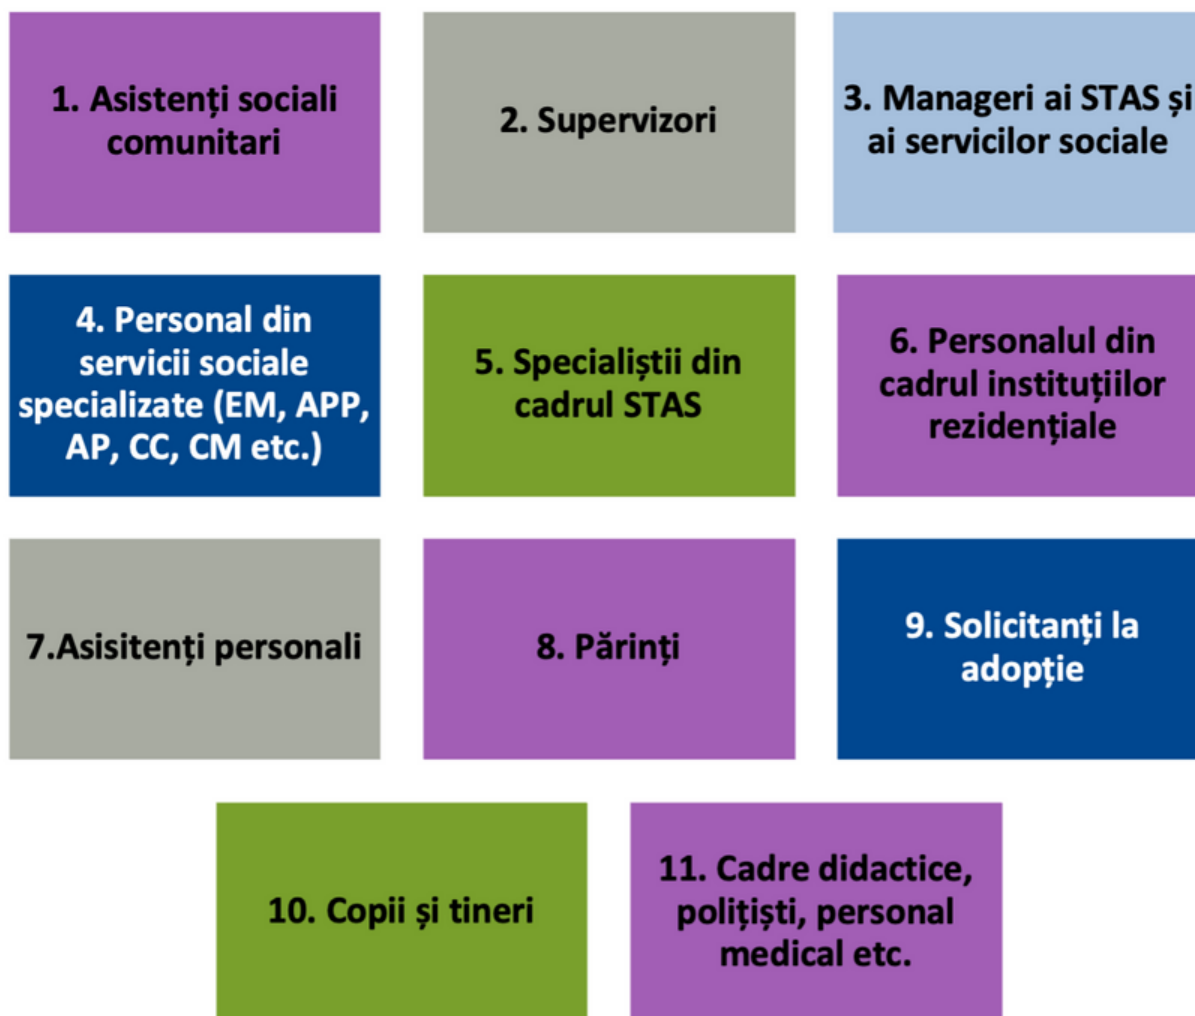 1. Asistenți sociali
comunitari
2. Supervizori
3. Manageri ai STAS și
ai servicilor sociale
4. Personal din
servicii sociale
specializate (EM, APP,
AP, CC, CM etc.)
5. Specialiștii din
cadrul STAS
6. Personalul din
cadrul instituțiilor
rezidențiale
7.Asisitenți personali
8. Părinți
9. Solicitanți la
adopție
10. Copii și tineri
11. Cadre didactice,
polițiști, personal
medical etc.